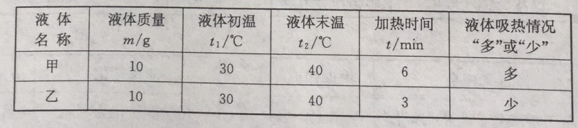 液体 液体质量 液体初温 液体末温 加热时间 液体吸热情况
名称 m/g t₁/℃ t₂/℃ t/min “多”或“少”
甲 10 30 40 6 多
乙 10 30 40 3 少